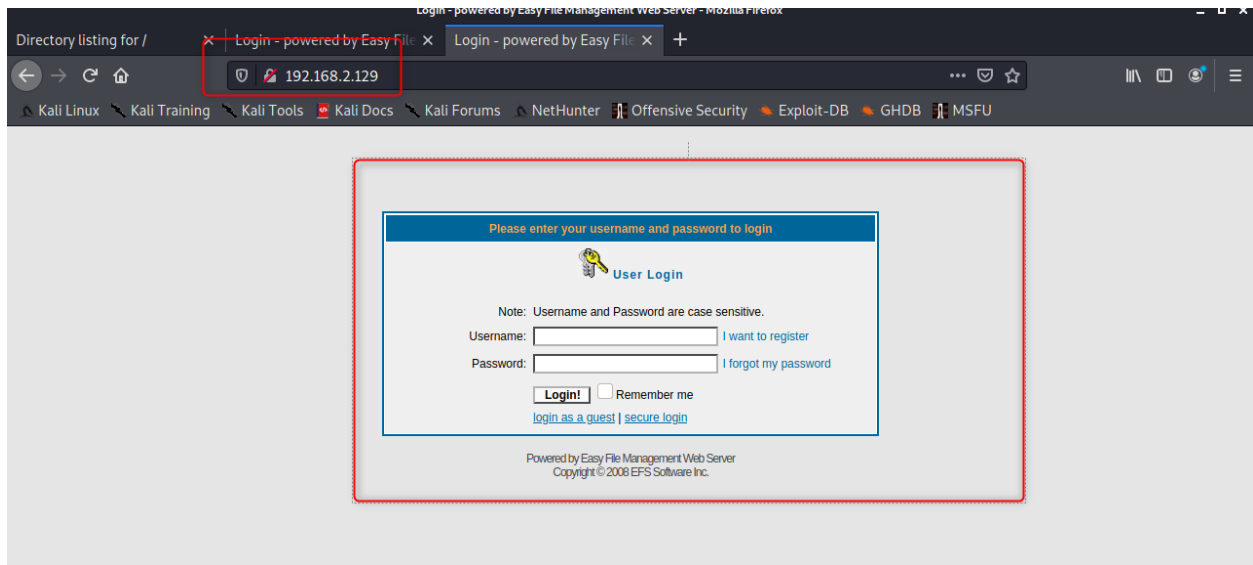 Login - powered by Easy File Management Web Server - Mozilla Firefox
Directory listing for / Login - powered by Easy File Login - powered by Easy File
192.168.2.129
Kali Linux Kali Training Kali Tools Kali Docs Kali Forums NetHunter Offensive Security Exploit-DB GHDB MSFU
Please enter your username and password to login
User Login
Note: Username and Password are case sensitive.
Username: I want to register
Password: I forgot my password
Login! Remember me
login as a guest | secure login
Powered by Easy File Management Web Server
Copyright © 2008 EFS Software Inc.